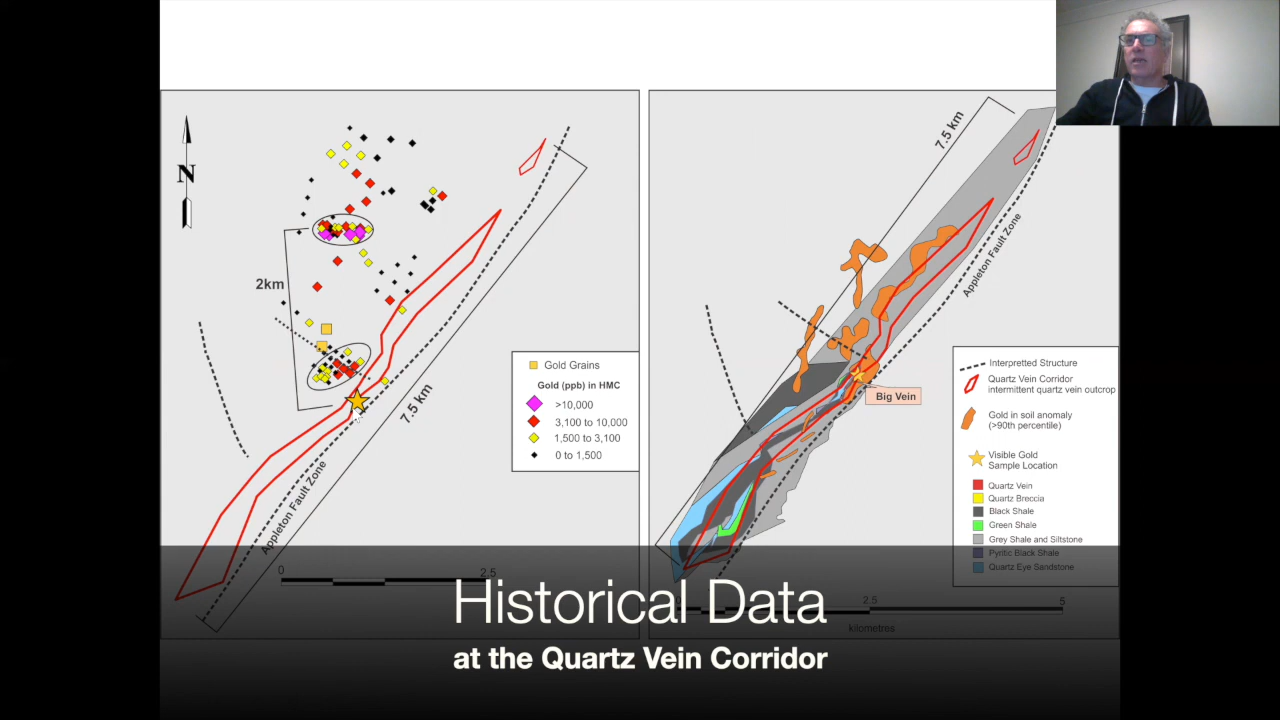 N
2km
7.5 km
Appleton Fault Zone
Gold Grains
Gold (ppb) in HMC
>10,000
3,100 to 10,000
1,500 to 3,100
0 to 1,500
0
2.5
7.5 km
Appleton Fault Zone
Big Vein
Interpretted Structure
Quartz Vein Corridor
intermittent quartz vein outcrop
Gold in soil anomaly
(>90th percentile)
Visible Gold
Sample Location
Quartz Vein
Quartz Breccia
Black Shale
Green Shale
Grey Shale and Siltstone
Pyritic Black Shale
Quartz Eye Sandstone
2.5
5
kilometres
Historical Data
at the Quartz Vein Corridor